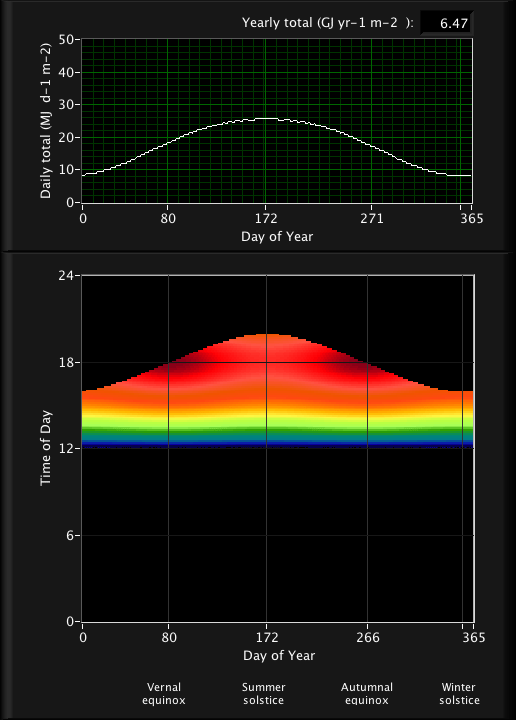 Yearly total (GJ yr-1 m-2 ): 6.47
50
40
30
20
10
0
Daily total (MJ d-1 m-2)
0 80 172 271 365
Day of Year
24
18
12
6
0
Time of Day
0 80 172 266 365
Day of Year
Vernal equinox
Summer solstice
Autumnal equinox
Winter solstice